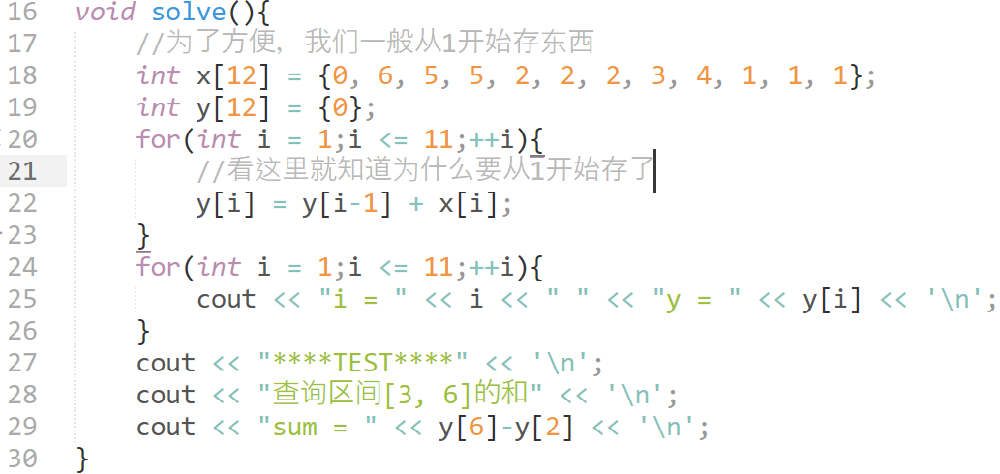 16 void solve(){
17 //为了方便，我们一般从1开始存东西
18 int x[12] = {0, 6, 5, 5, 2, 2, 2, 3, 4, 1, 1, 1};
19 int y[12] = {0};
20 for(int i = 1;i <= 11;++i){
21 //看这里就知道为什么要从1开始存了
22 y[i] = y[i-1] + x[i];
23 }
24 for(int i = 1;i <= 11;++i){
25 cout << "i = " << i << " " << "y = " << y[i] << '\n';
26 }
27 cout << "****TEST****" << '\n';
28 cout << "查询区间[3, 6]的和" << '\n';
29 cout << "sum = " << y[6]-y[2] << '\n';
30 }